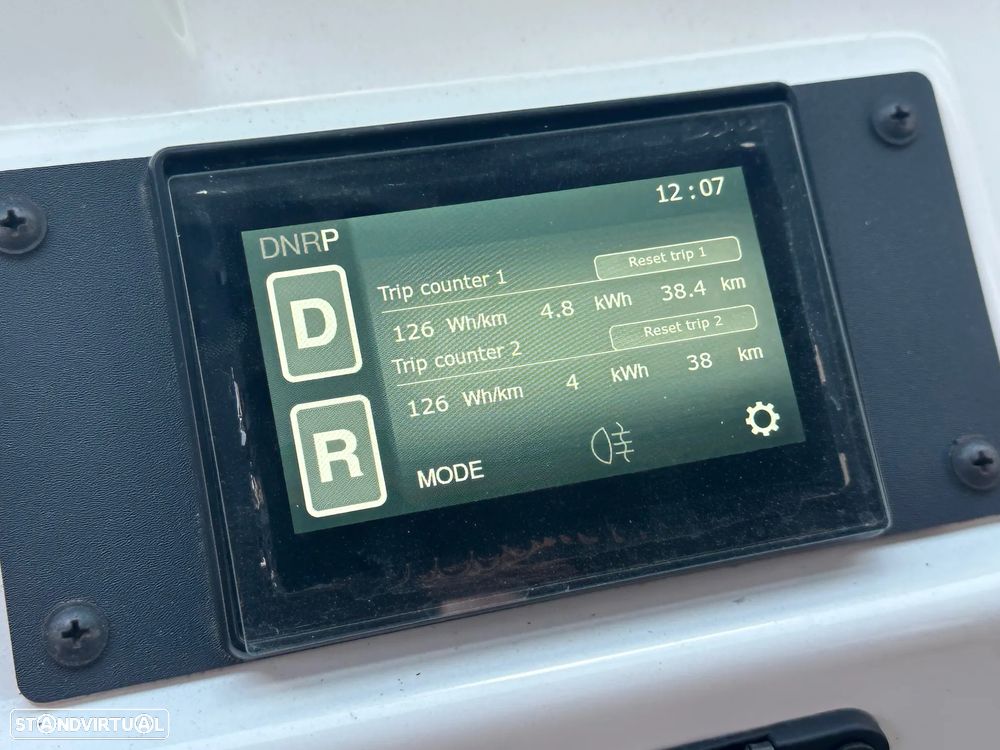 12:07
DNRP
D
Trip counter 1 Reset trip 1
126 Wh/km 4.8 kWh 38.4 km
Trip counter 2 Reset trip 2
126 Wh/km 4 kWh 38 km
R
MODE
STANDVIRTUAL